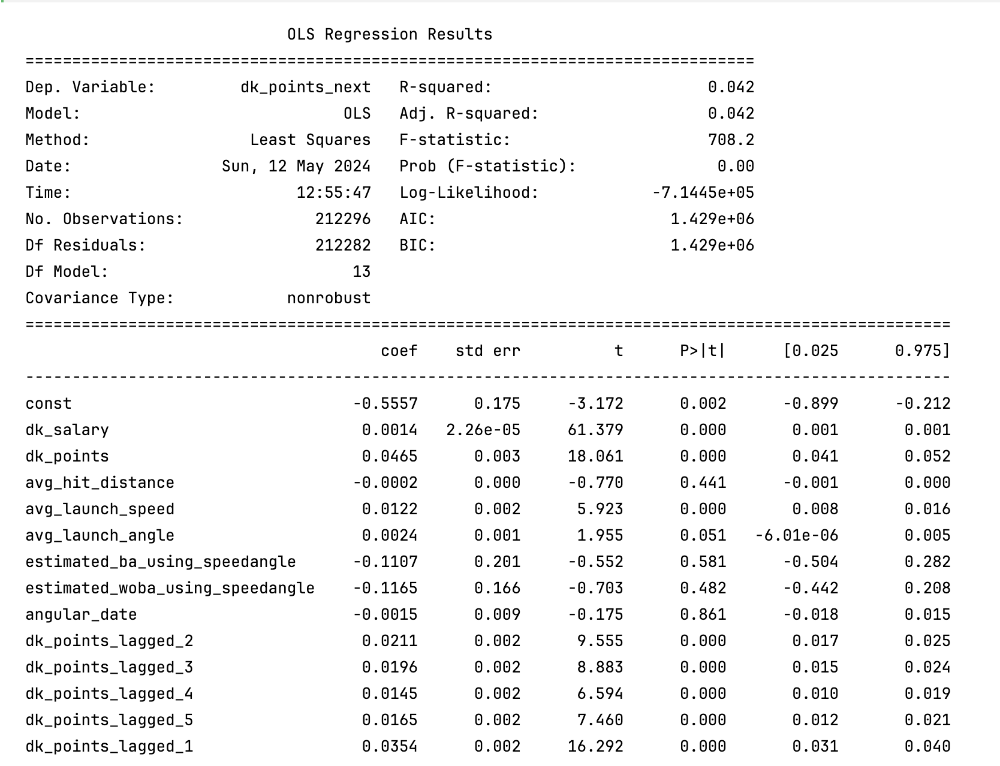 OLS Regression Results
==============================================================================
Dep. Variable:          dk_points_next   R-squared:                       0.042
Model:                             OLS   Adj. R-squared:                  0.042
Method:                  Least Squares   F-statistic:                     708.2
Date:                 Sun, 12 May 2024   Prob (F-statistic):               0.00
Time:                         12:55:47   Log-Likelihood:            -7.1445e+05
No. Observations:               212296   AIC:                         1.429e+06
Df Residuals:                   212282   BIC:                         1.429e+06
Df Model:                           13
Covariance Type:             nonrobust
===================================================================================================
                                      coef    std err          t      P>|t|      [0.025      0.975]
---------------------------------------------------------------------------------------------------
const                              -0.5557      0.175     -3.172      0.002      -0.899      -0.212
dk_salary                           0.0014   2.26e-05     61.379      0.000       0.001       0.001
dk_points                           0.0465      0.003     18.061      0.000       0.041       0.052
avg_hit_distance                   -0.0002      0.000     -0.770      0.441      -0.001       0.000
avg_launch_speed                    0.0122      0.002      5.923      0.000       0.008       0.016
avg_launch_angle                    0.0024      0.001      1.955      0.051   -6.01e-06       0.005
estimated_ba_using_speedangle      -0.1107      0.201     -0.552      0.581      -0.504       0.282
estimated_woba_using_speedangle    -0.1165      0.166     -0.703      0.482      -0.442       0.208
angular_date                       -0.0015      0.009     -0.175      0.861      -0.018       0.015
dk_points_lagged_2                  0.0211      0.002      9.555      0.000       0.017       0.025
dk_points_lagged_3                  0.0196      0.002      8.883      0.000       0.015       0.024
dk_points_lagged_4                  0.0145      0.002      6.594      0.000       0.010       0.019
dk_points_lagged_5                  0.0165      0.002      7.460      0.000       0.012       0.021
dk_points_lagged_1                  0.0354      0.002     16.292      0.000       0.031       0.040